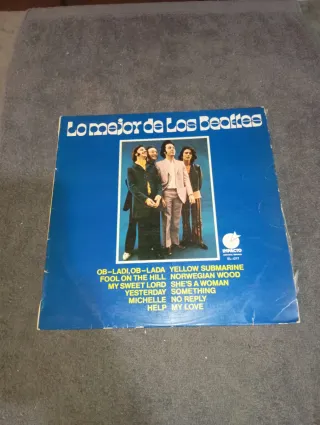 Lo mejor de Los Beatles
IMPACTO
OB-LADI,OB-LADA YELLOW SUBMARINE
FOOL ON THE HILL NORWEGIAN WOOD
MY SWEET LORD SHE'S A WOMAN
YESTERDAY SOMETHING
MICHELLE NO REPLY
HELP MY LOVE